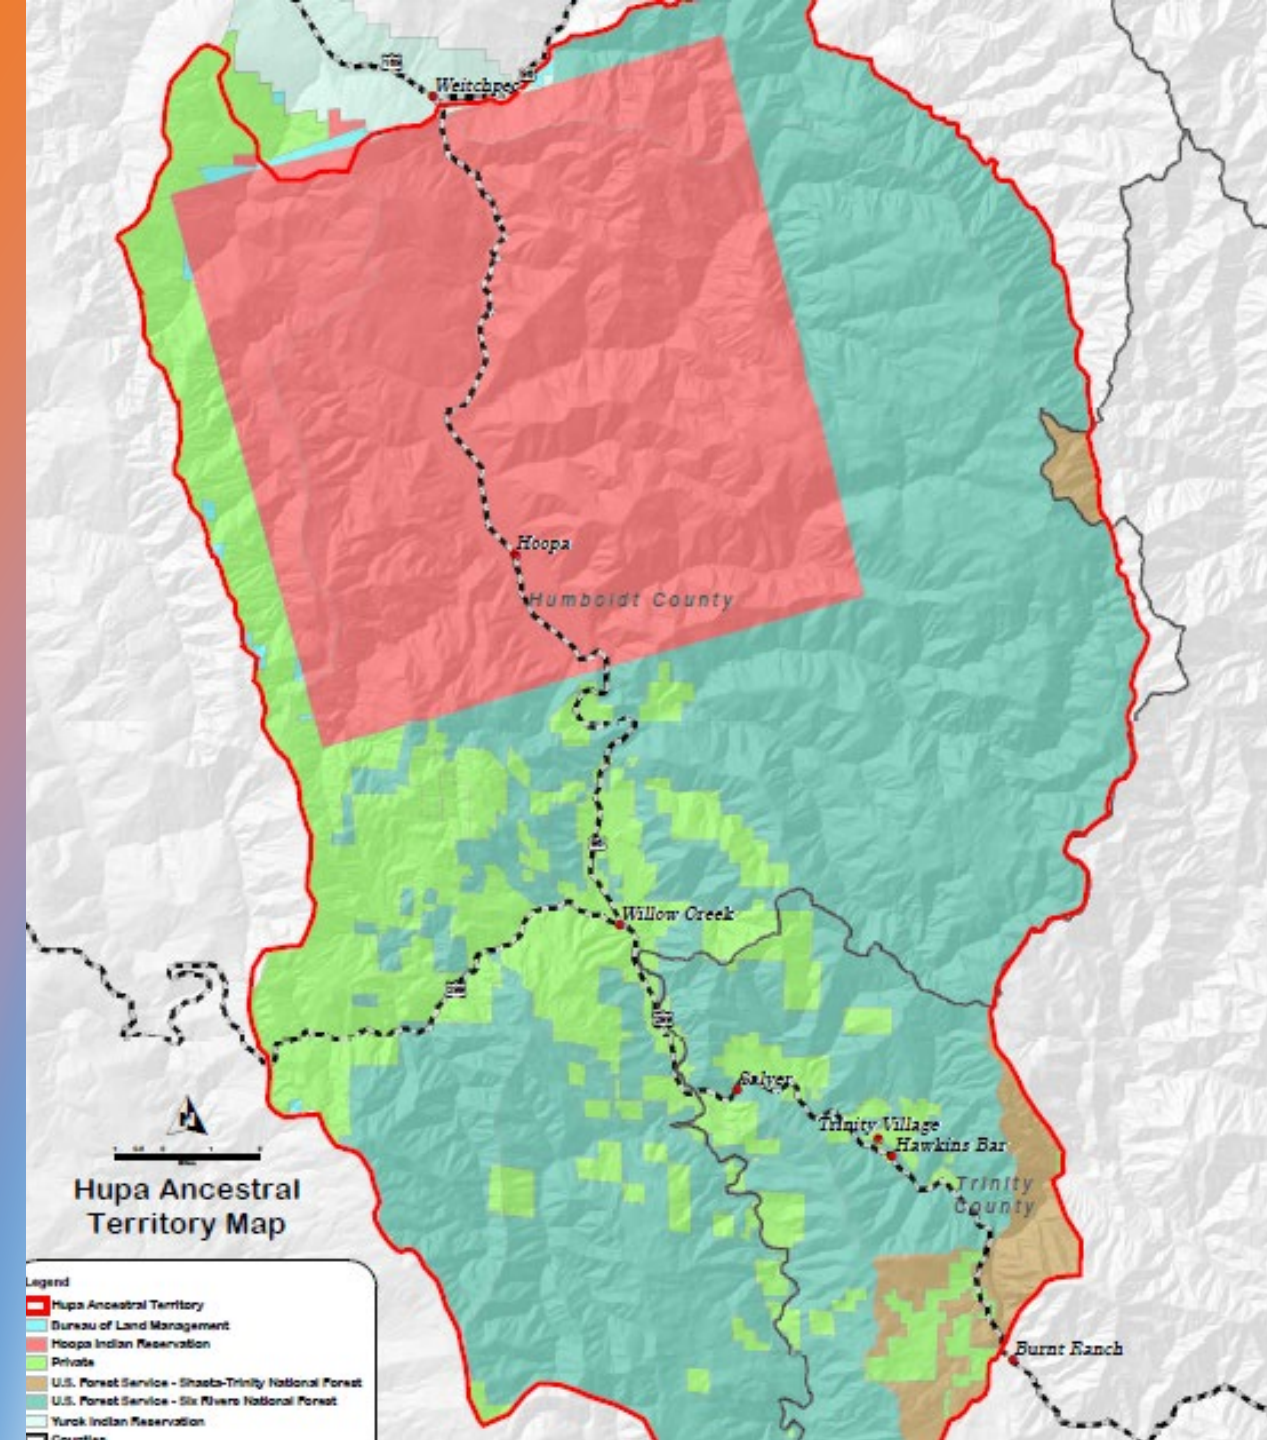 Weitchpec
Hoopa
Humboldt County
Willow Creek
Salyer
Trinity Village
Hawkins Bar
Trinity
County
Burnt Ranch
Hupa Ancestral
Territory Map
Legend
Hupa Ancestral Territory
Bureau of Land Management
Hoopa Indian Reservation
Private
U.S. Forest Service - Shasta-Trinity National Forest
U.S. Forest Service - Six Rivers National Forest
Yurok Indian Reservation
Counties